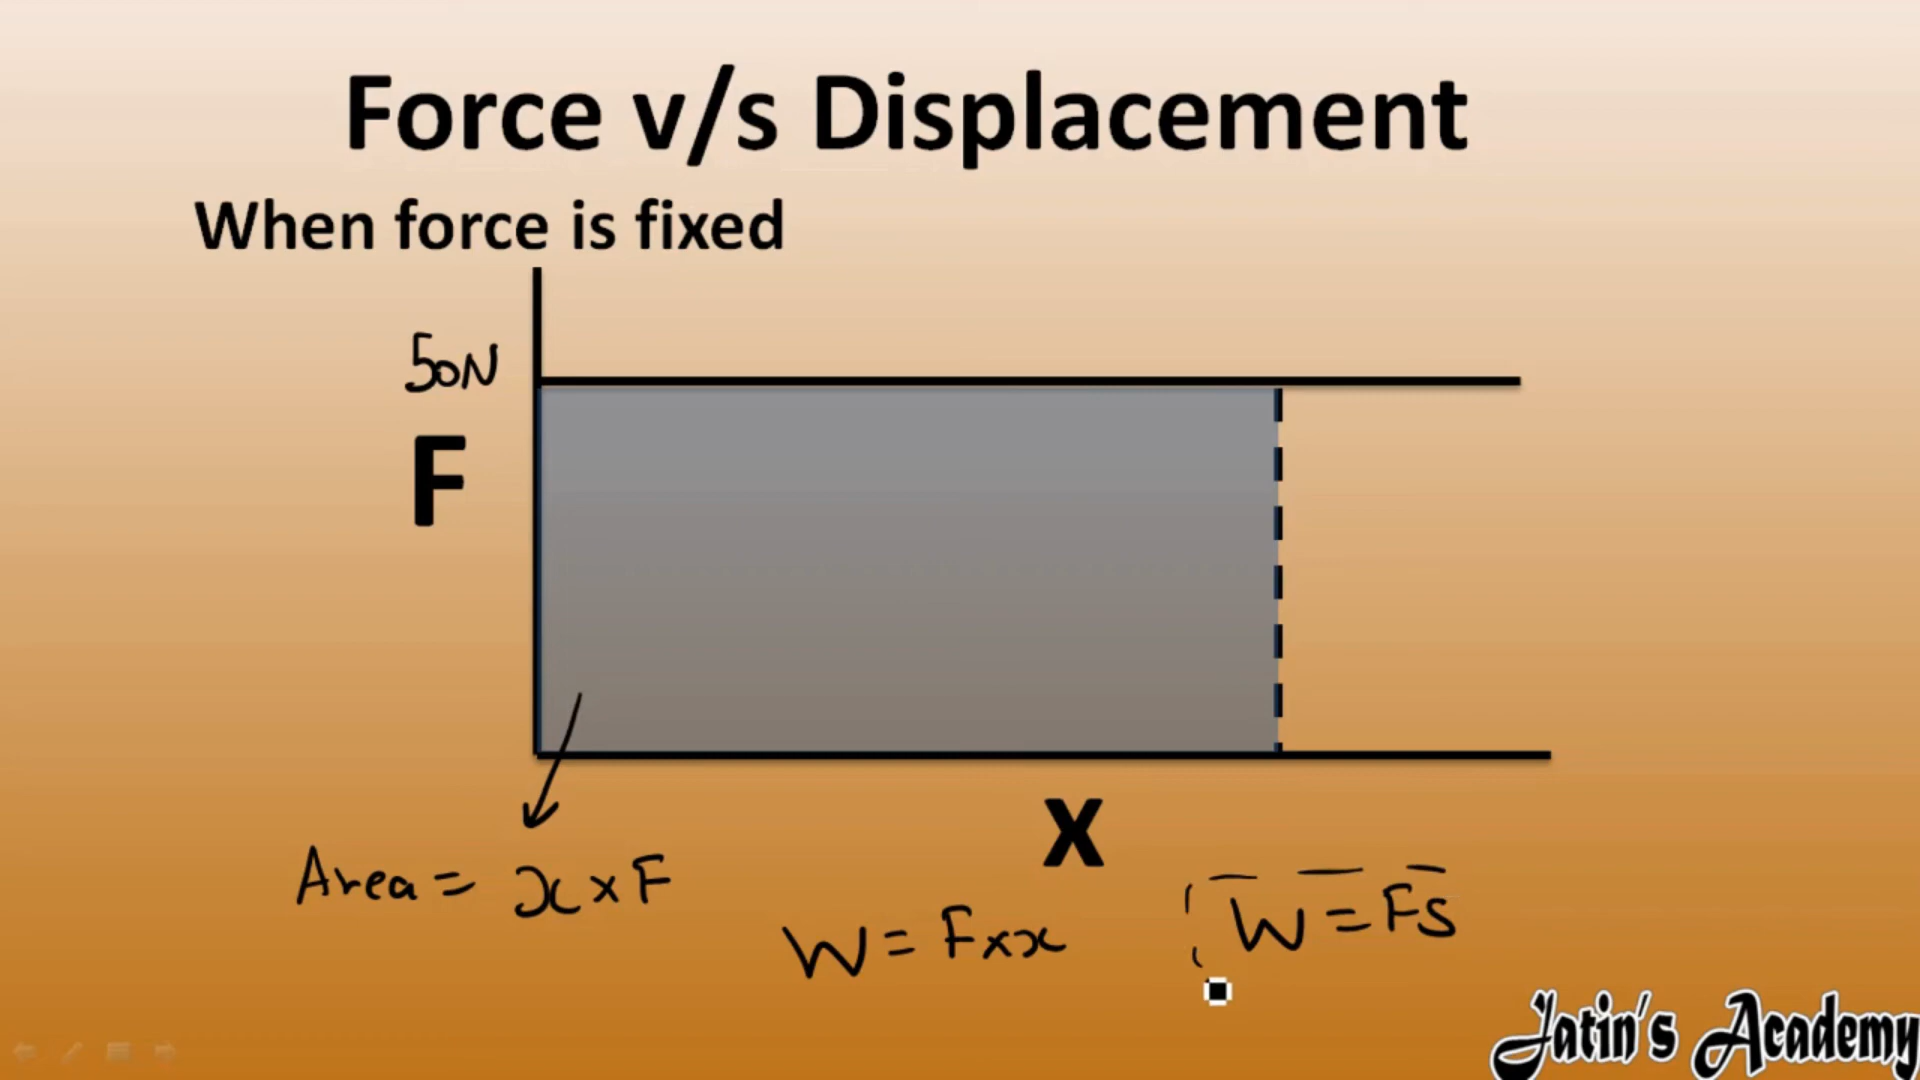 Force v/s Displacement
When force is fixed
50N
F
X
Area = x × F
W = F × x
W = Fs
Jatin's Academy